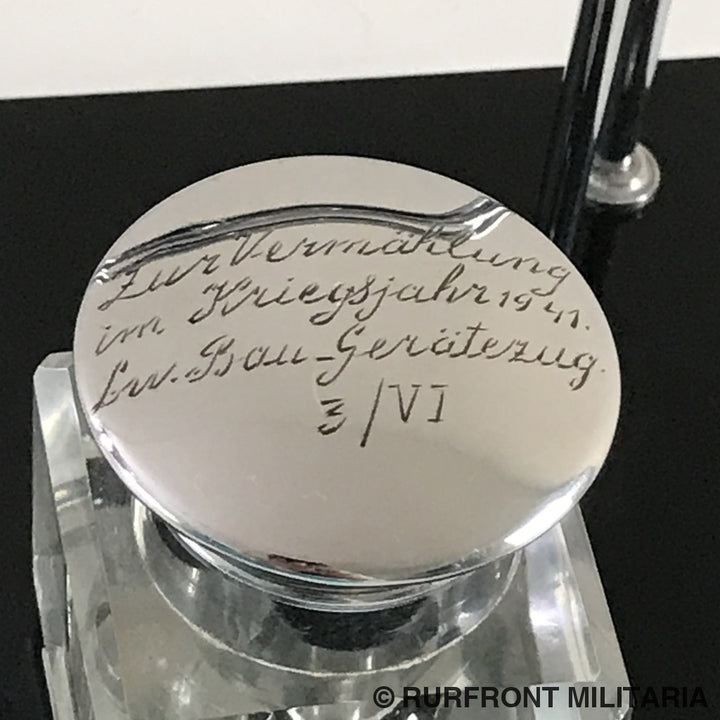 Zur Vermählung
im Kriegsjahr 1941.
Lw.-Bau-Gerätezug.
3/VI
© RURFRONT MILITARIA